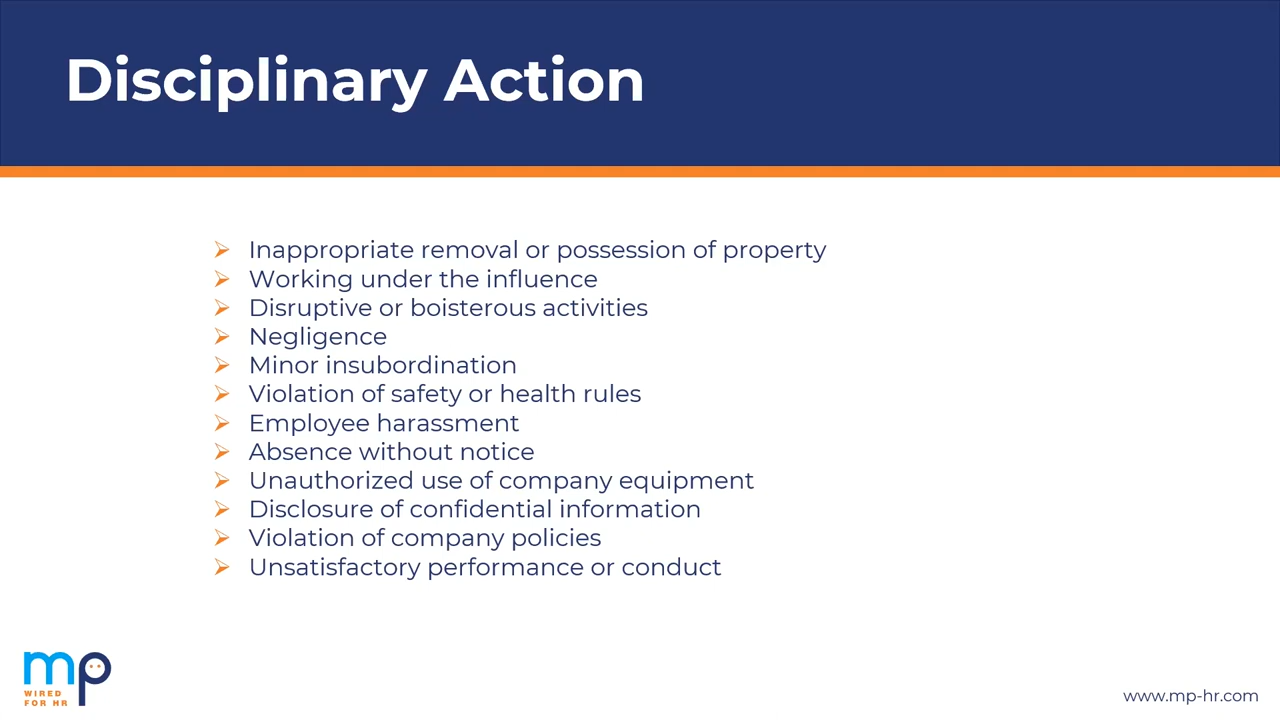 Disciplinary Action
Inappropriate removal or possession of property
Working under the influence
Disruptive or boisterous activities
Negligence
Minor insubordination
Violation of safety or health rules
Employee harassment
Absence without notice
Unauthorized use of company equipment
Disclosure of confidential information
Violation of company policies
Unsatisfactory performance or conduct
mp
WIRED
FOR HR
www.mp-hr.com